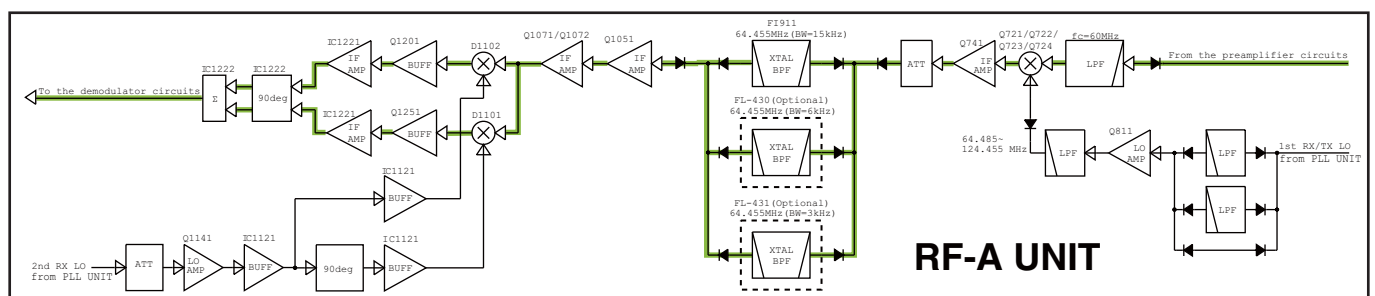 FI911
64.455MHz(BW=15kHz)
Q721/Q722/
Q723/Q724
fc=60MHz
IC1221
Q1201
D1102
Q1071/Q1072
Q1051
Q741
From the preamplifier circuits
IC1222
IC1222
IF
AMP
BUFF
IF
AMP
IF
AMP
XTAL
BPF
ATT
IF
AMP
LPF
To the demodulator circuits
Σ
90deg
IC1221
Q1251
D1101
FL-430(Optional)
64.455MHz(BW=6kHz)
IF
AMP
BUFF
XTAL
BPF
64.485~
124.455 MHz
Q811
LPF
LO
AMP
LPF
1st RX/TX LO
from PLL UNIT
IC1121
BUFF
FL-431(Optional)
64.455MHz(BW=3kHz)
LPF
Q1141
IC1121
IC1121
XTAL
BPF
RF-A UNIT
2nd RX LO
from PLL UNIT
ATT
LO
AMP
BUFF
90deg
BUFF